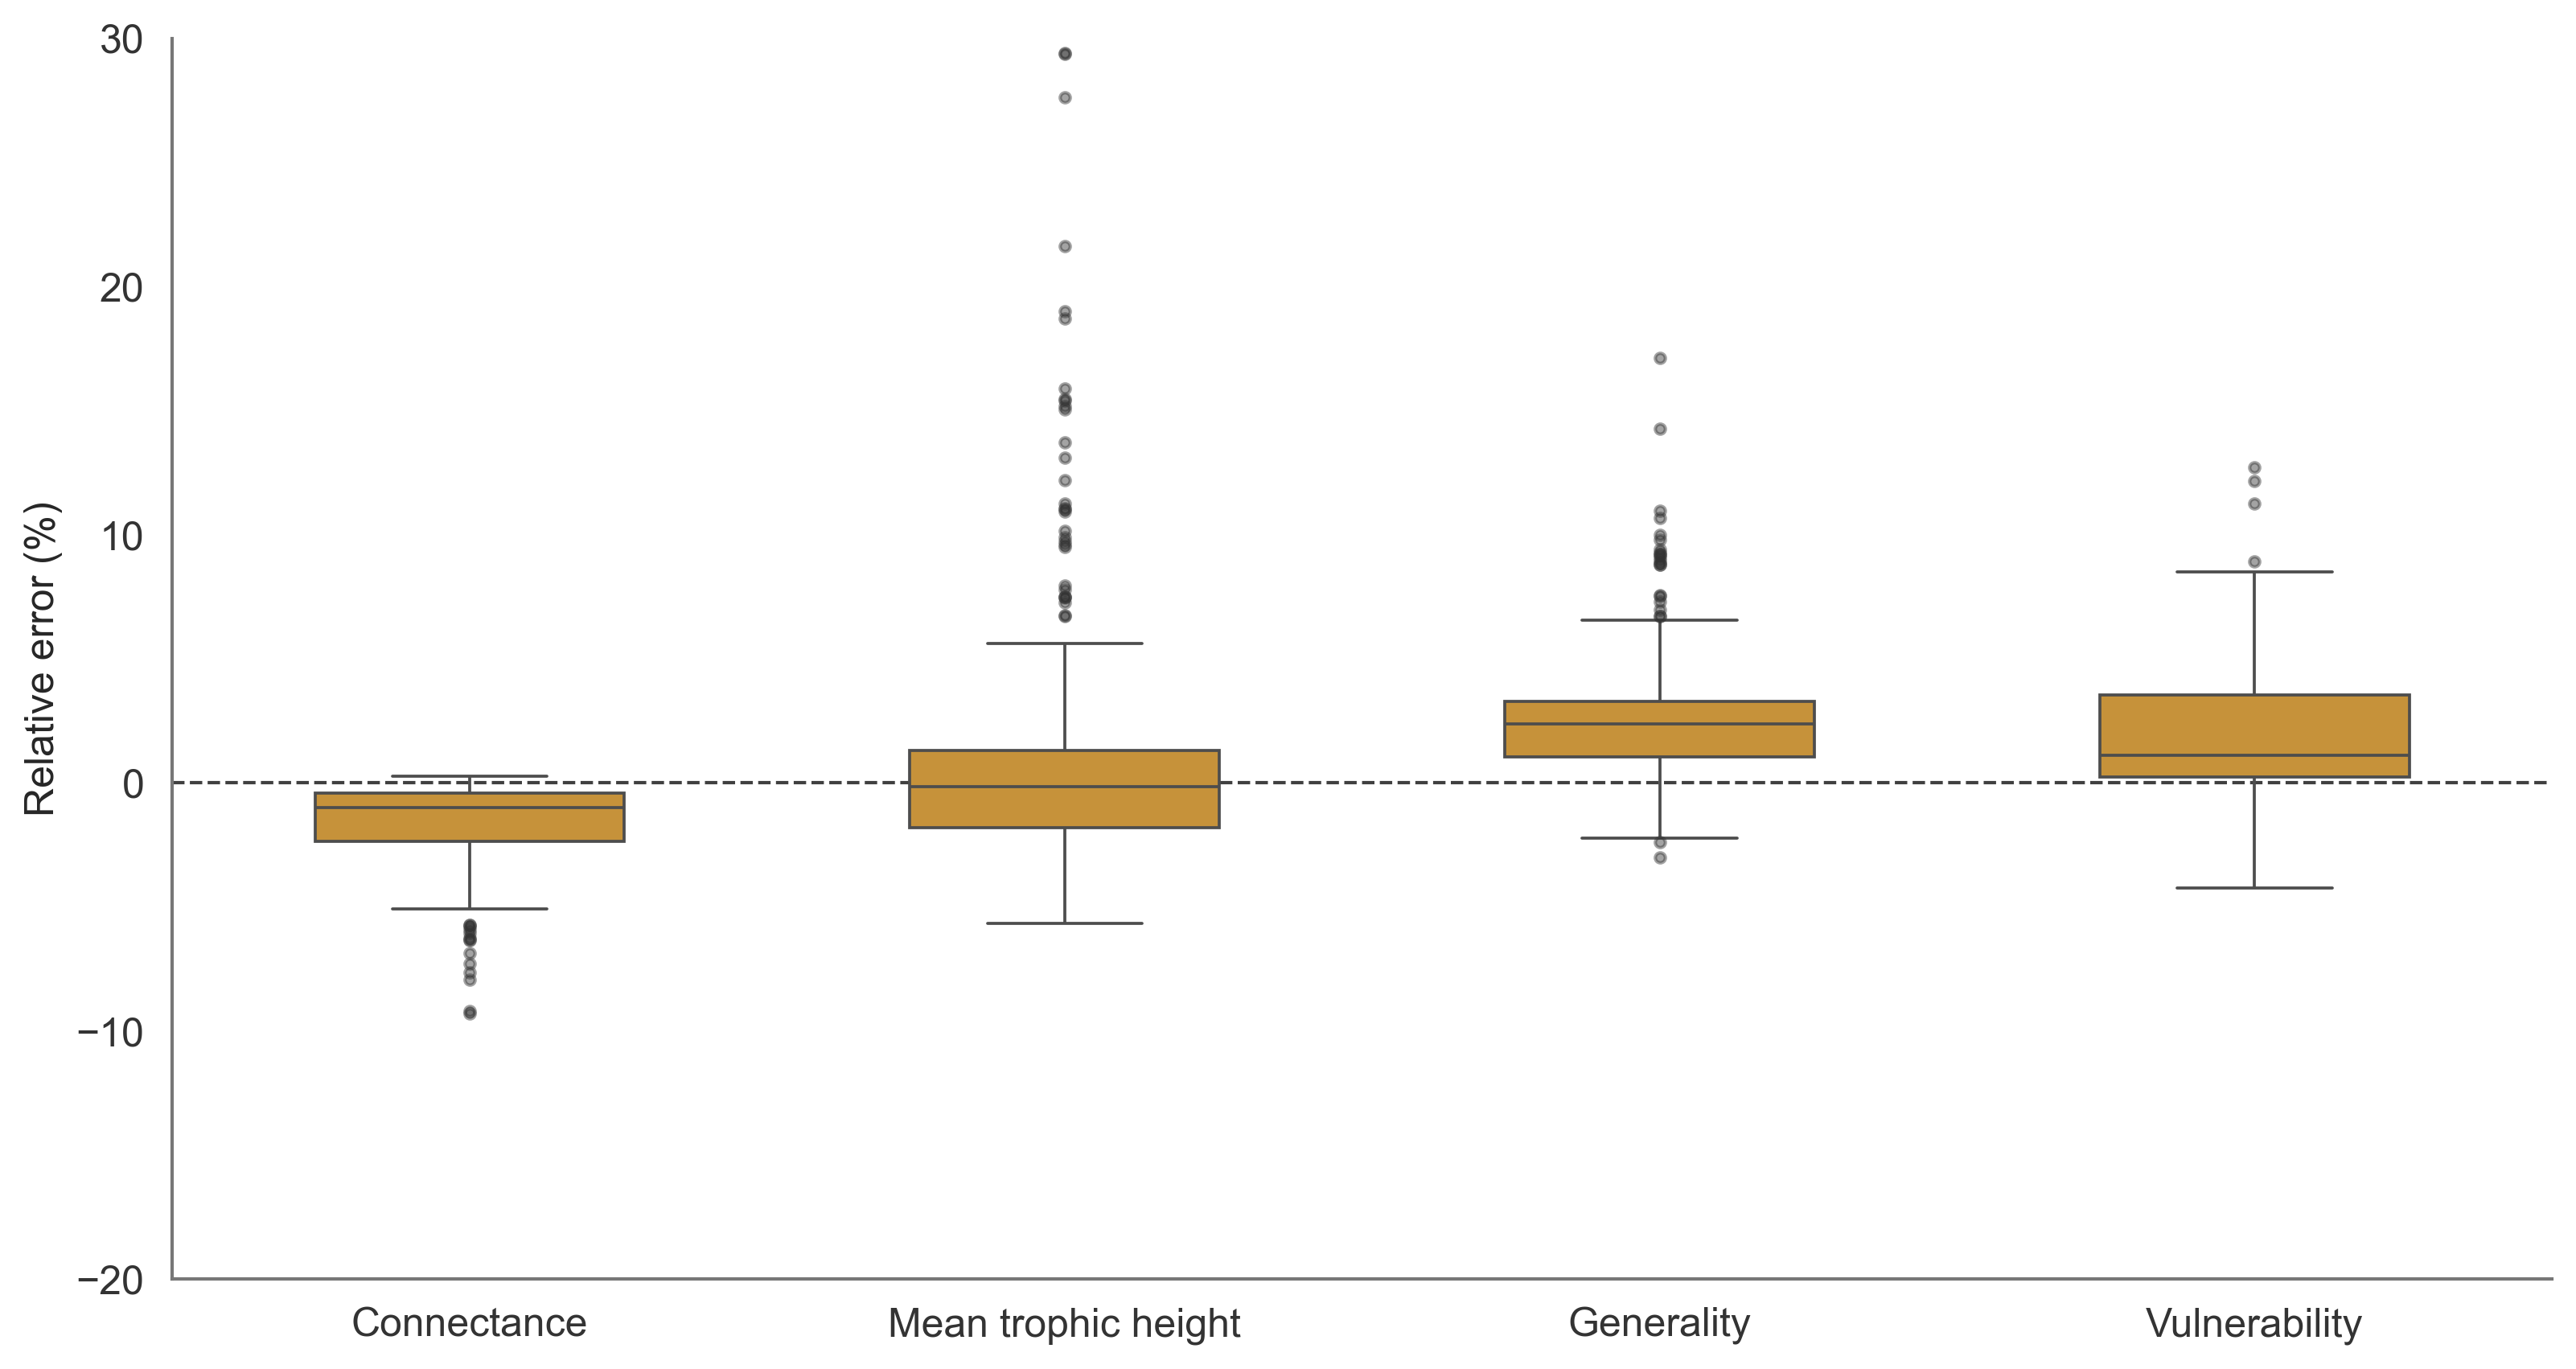 Relative error (%)
30
20
10
0
−10
−20
Connectance
Mean trophic height
Generality
Vulnerability